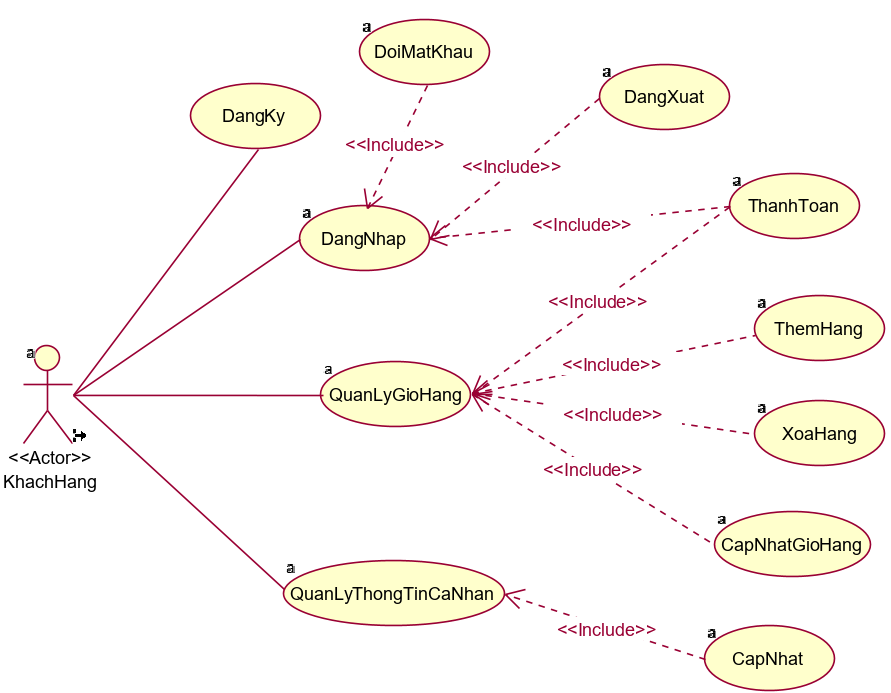 a
DoiMatKhau
a
DangXuat
DangKy
<<Include>>
<<Include>>
a
ThanhToan
a
DangNhap
<<Include>>
<<Include>>
a
ThemHang
a
<<Include>>
a
QuanLyGioHang
<<Include>>
a
XoaHang
<<Actor>>
KhachHang
<<Include>>
a
CapNhatGioHang
a
QuanLyThongTinCaNhan
<<Include>>
a
CapNhat